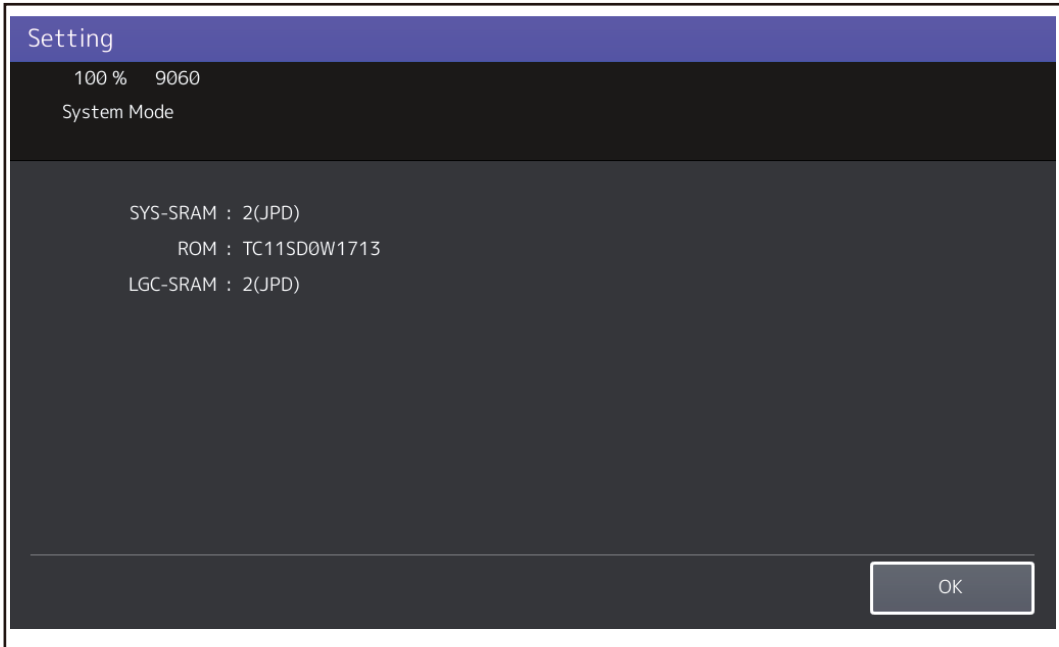 Setting
100 % 9060
System Mode
SYS-SRAM : 2(JPD)
ROM : TC11SD0W1713
LGC-SRAM : 2(JPD)
OK